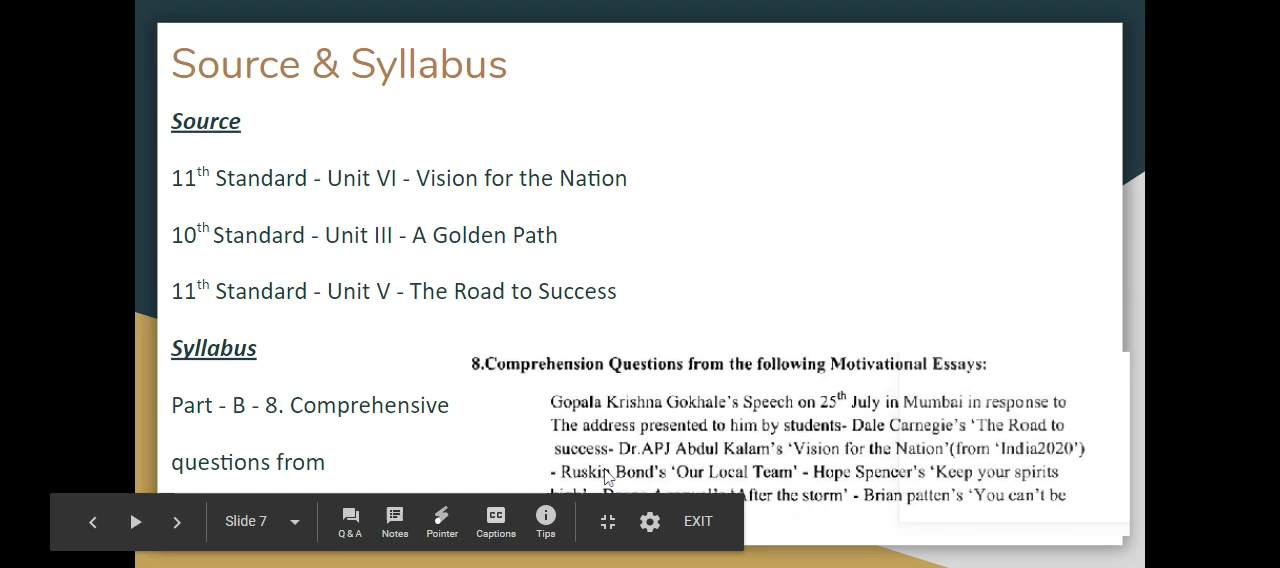 Source & Syllabus
Source
11th Standard - Unit VI - Vision for the Nation
10th Standard - Unit III - A Golden Path
11th Standard - Unit V - The Road to Success
Syllabus
Part - B - 8. Comprehensive
questions from
8.Comprehension Questions from the following Motivational Essays:
Gopala Krishna Gokhale's Speech on 25th July in Mumbai in response to
The address presented to him by students- Dale Carnegie's 'The Road to
success- Dr.APJ Abdul Kalam's 'Vision for the Nation'(from 'India2020')
- Ruskin Bond's 'Our Local Team' - Hope Spencer's 'Keep your spirits
'After the storm' - Brian patten's 'You can't be
Slide 7
Q & A
Notes
Pointer
Captions
Tips
EXIT